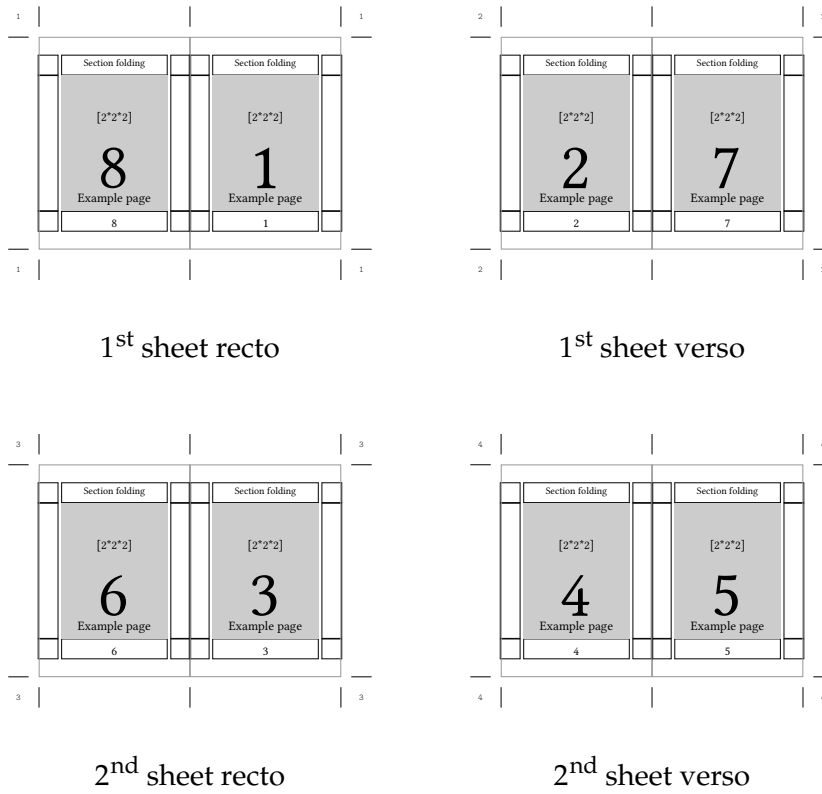 1 1 2
Section folding Section folding Section folding Section folding
[2*2*2] [2*2*2] [2*2*2] [2*2*2]
8 1 2 7
Example page Example page Example page Example page
8 1 2 7
1 1 2
1st sheet recto 1st sheet verso
3 3 4
Section folding Section folding Section folding Section folding
[2*2*2] [2*2*2] [2*2*2] [2*2*2]
6 3 4 5
Example page Example page Example page Example page
6 3 4 5
3 3 4
2nd sheet recto 2nd sheet verso